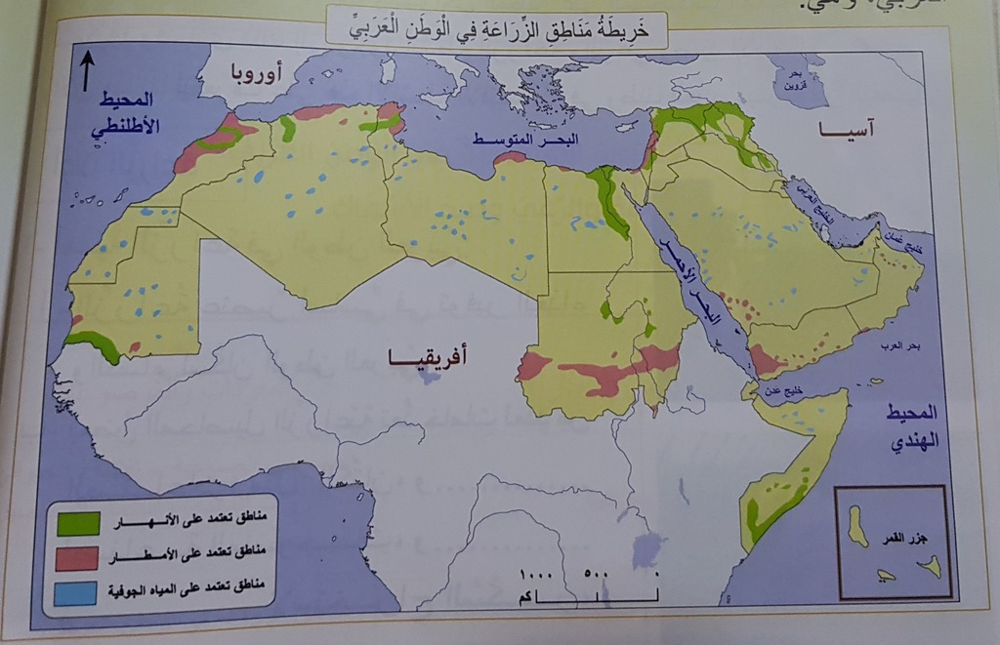 خَرِيطَةُ مَنَاطِقِ الزِّرَاعَةِ فِي الْوَطَنِ الْعَرَبِيِّ
أوروبا
المحيط
الأطلنطي
البحر المتوسط
بحر
قزوين
آسيا
الخليج العربي
خليج عمان
البحر الأحمر
أفريقيا
بحر العرب
خليج عدن
المحيط
الهندي
جزر القمر
مناطق تعتمد على الأنهار
مناطق تعتمد على الأمطار
مناطق تعتمد على المياه الجوفية
١٠٠٠ ٥٠٠ ٠
كم